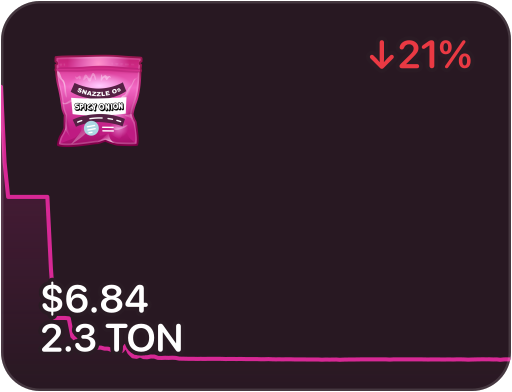 ↓21%
SNAZZLE Os
SPICY ONION
$6.84
2.3 TON